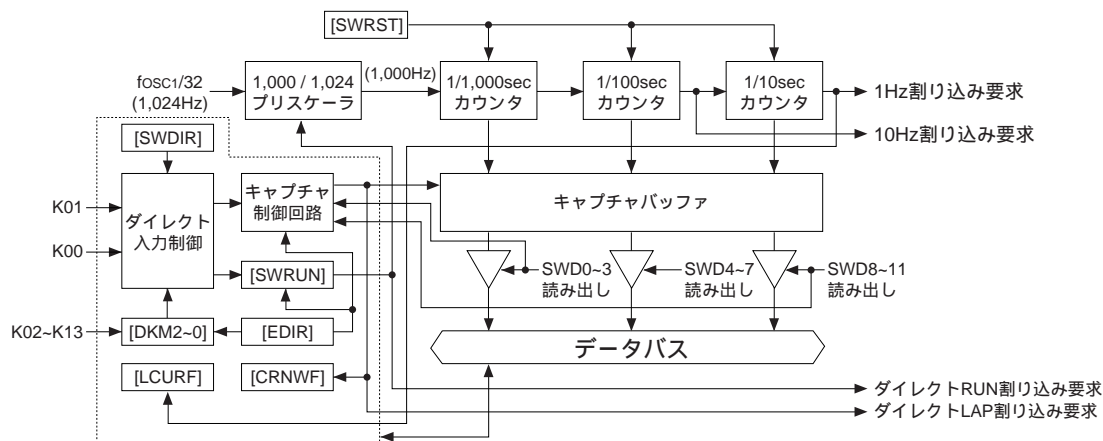 [SWRST]
fOSC1/32
(1,024Hz)
1,000 / 1,024
プリスケーラ
(1,000Hz)
1/1,000sec
カウンタ
1/100sec
カウンタ
1/10sec
カウンタ
1Hz割り込み要求
10Hz割り込み要求
[SWDIR]
K01
K00
ダイレクト
入力制御
キャプチャ
制御回路
キャプチャバッファ
[SWRUN]
SWD0~3
読み出し
SWD4~7
読み出し
SWD8~11
読み出し
K02~K13
[DKM2~0]
[EDIR]
データバス
[LCURF]
[CRNWF]
ダイレクトRUN割り込み要求
ダイレクトLAP割り込み要求